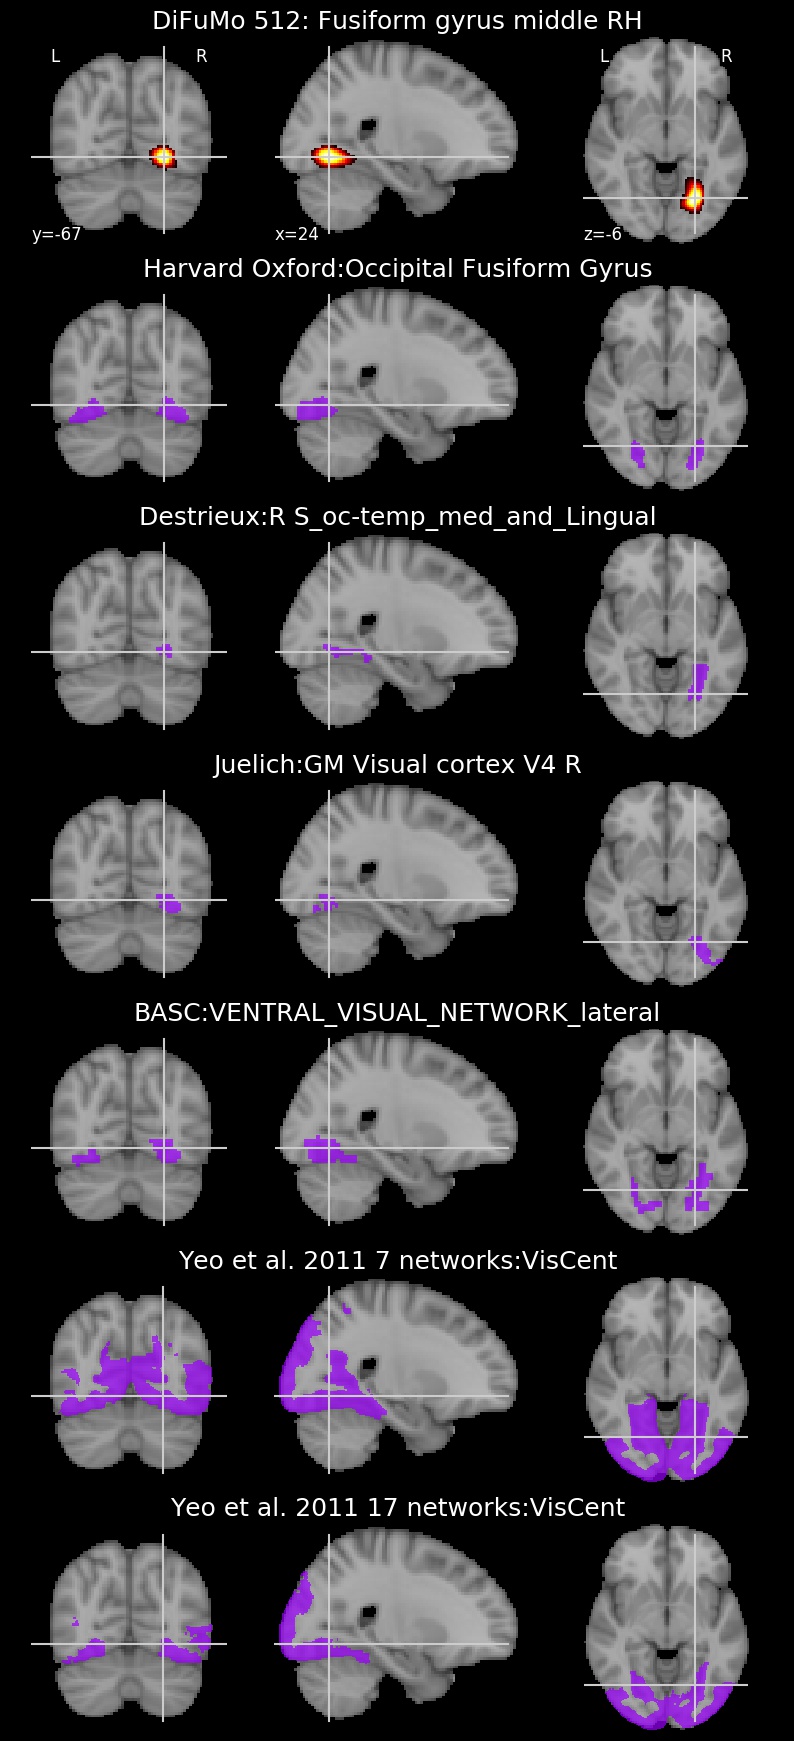 DiFuMo 512: Fusiform gyrus middle RH
L R L R
y=-67 x=24 z=-6
Harvard Oxford:Occipital Fusiform Gyrus
Destrieux:R S_oc-temp_med_and_Lingual
Juelich:GM Visual cortex V4 R
BASC:VENTRAL_VISUAL_NETWORK_lateral
Yeo et al. 2011 7 networks:VisCent
Yeo et al. 2011 17 networks:VisCent